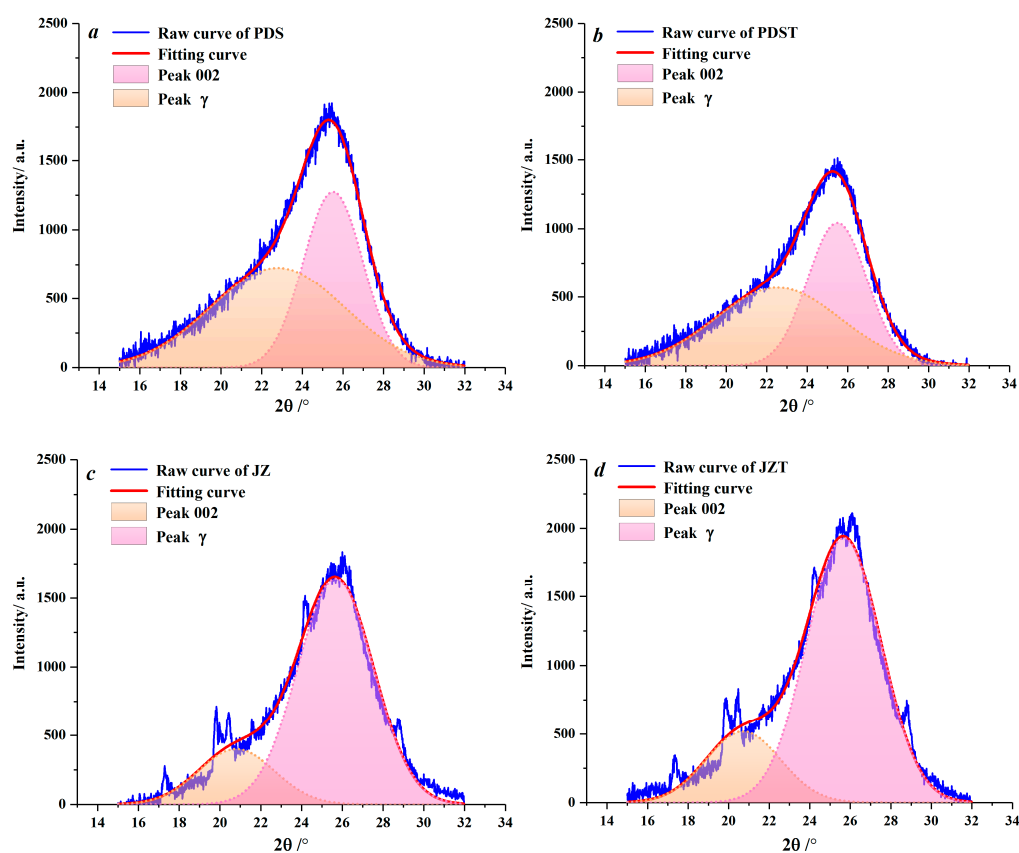 a
Raw curve of PDS
Fitting curve
Peak 002
Peak γ
Intensity/ a.u.
2500
2000
1500
1000
500
0
14 16 18 20 22 24 26 28 30 32 34
2θ /°
b
Raw curve of PDST
Fitting curve
Peak 002
Peak γ
Intensity/ a.u.
2500
2000
1500
1000
500
0
14 16 18 20 22 24 26 28 30 32 34
2θ /°
c
Raw curve of JZ
Fitting curve
Peak 002
Peak γ
Intensity/ a.u.
2500
2000
1500
1000
500
0
14 16 18 20 22 24 26 28 30 32 34
2θ /°
d
Raw curve of JZT
Fitting curve
Peak 002
Peak γ
Intensity/ a.u.
2500
2000
1500
1000
500
0
14 16 18 20 22 24 26 28 30 32 34
2θ /°